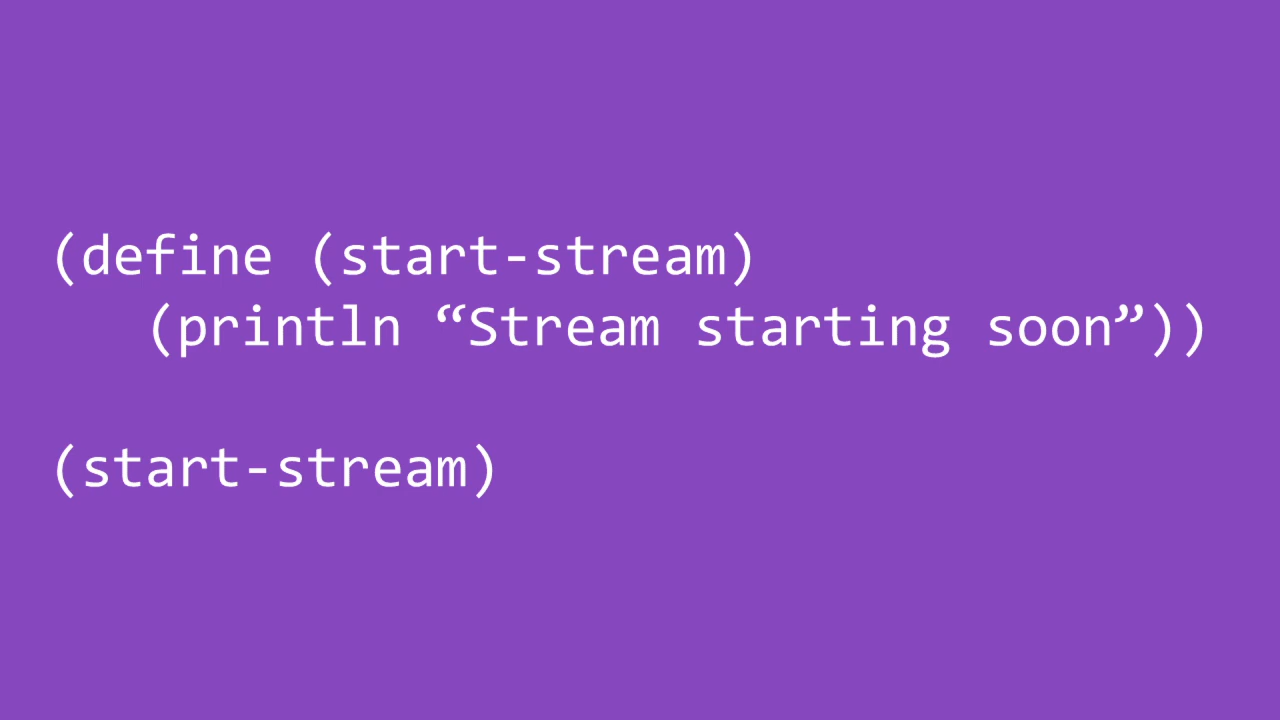 (define (start-stream)
(println “Stream starting soon”))
(start-stream)